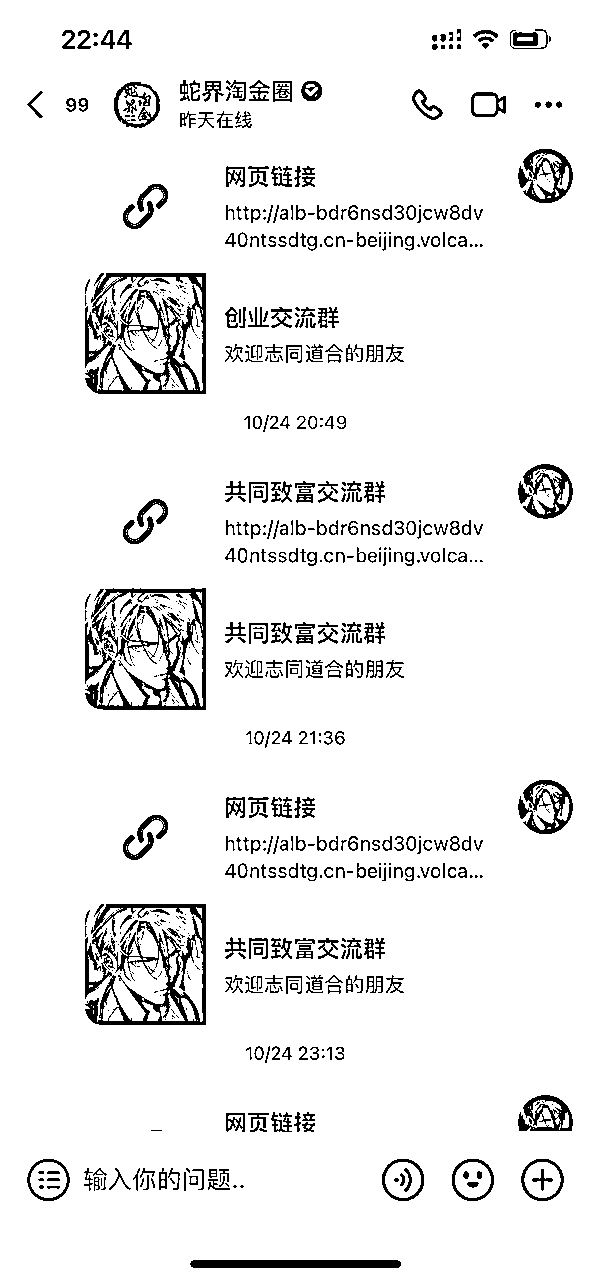 22:44
99
蛇界淘金圈
昨天在线
网页链接
http://alb-bdr6nsd30jcw8dv
40ntssdtg.cn-beijing.volca...
创业交流群
欢迎志同道合的朋友
10/24 20:49
共同致富交流群
http://alb-bdr6nsd30jcw8dv
40ntssdtg.cn-beijing.volca...
共同致富交流群
欢迎志同道合的朋友
10/24 21:36
网页链接
http://alb-bdr6nsd30jcw8dv
40ntssdtg.cn-beijing.volca...
共同致富交流群
欢迎志同道合的朋友
10/24 23:13
网页链接
输入你的问题..